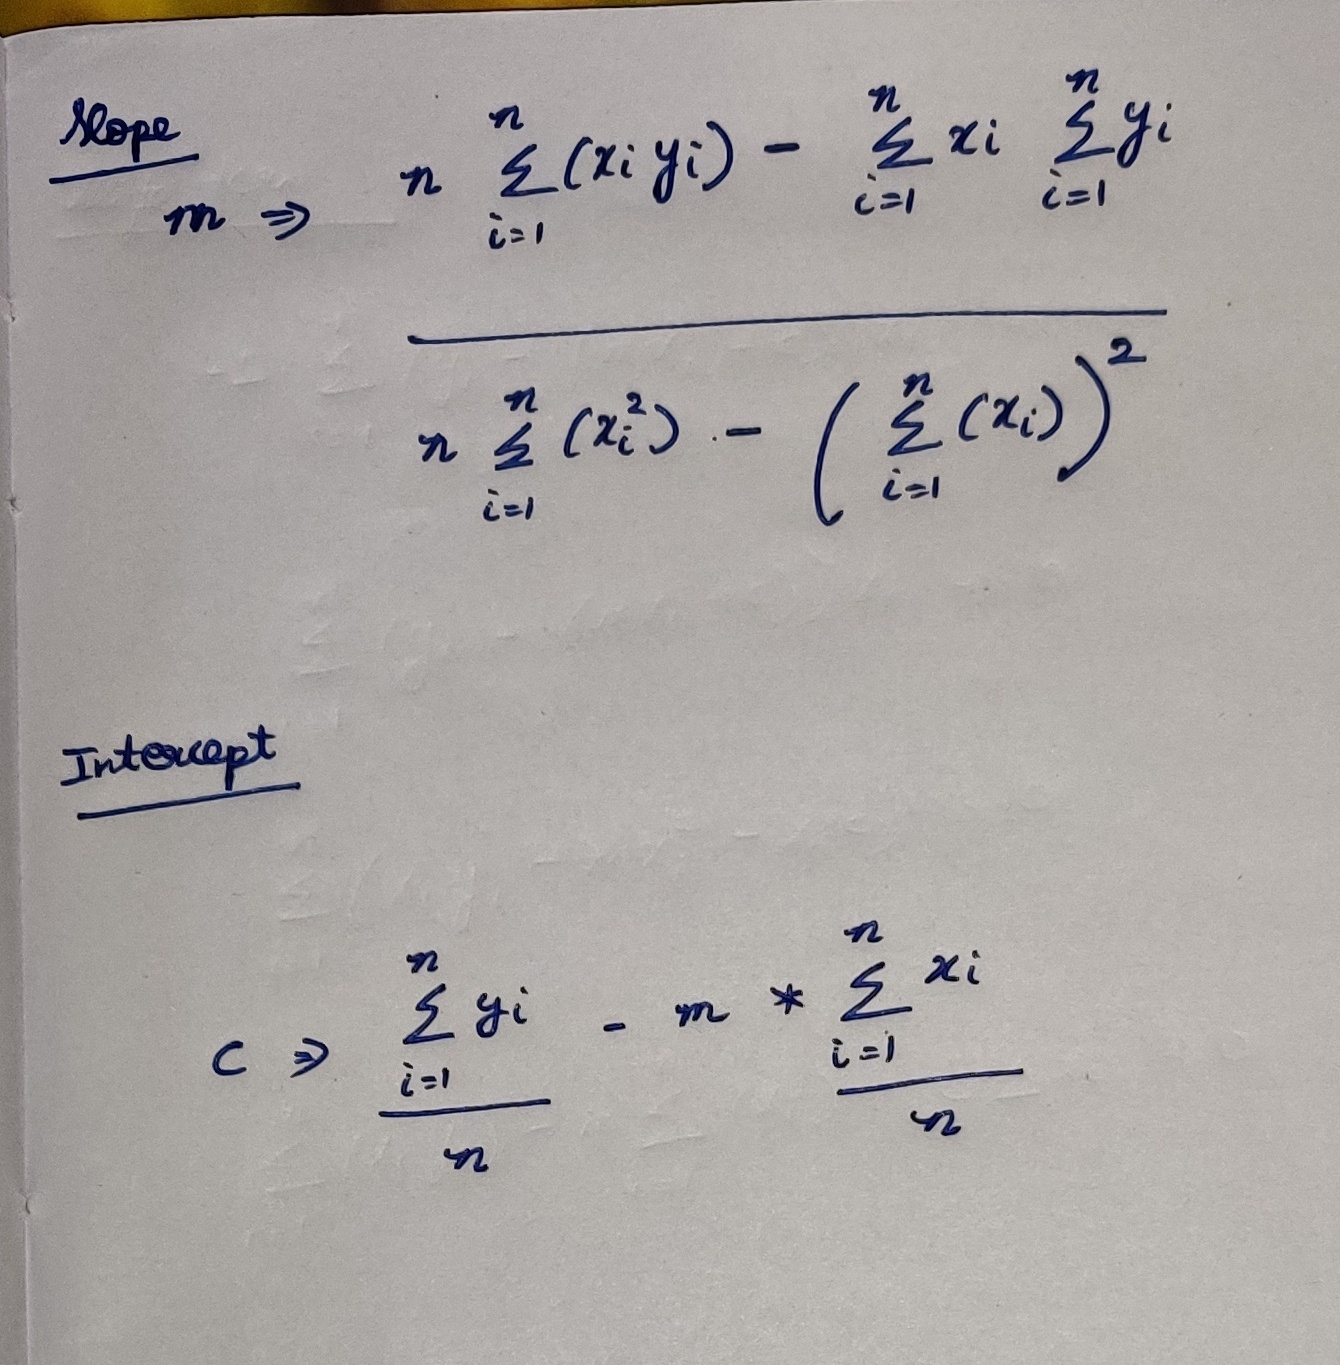 Slope
m ⇒ n Σ_{i=1}^{n} (xi yi) - Σ_{i=1}^{n} xi Σ_{i=1}^{n} yi
n Σ_{i=1}^{n} (xi²) - (Σ_{i=1}^{n} (xi))²
Intercept
c ⇒ Σ_{i=1}^{n} yi / n - m * Σ_{i=1}^{n} xi / n